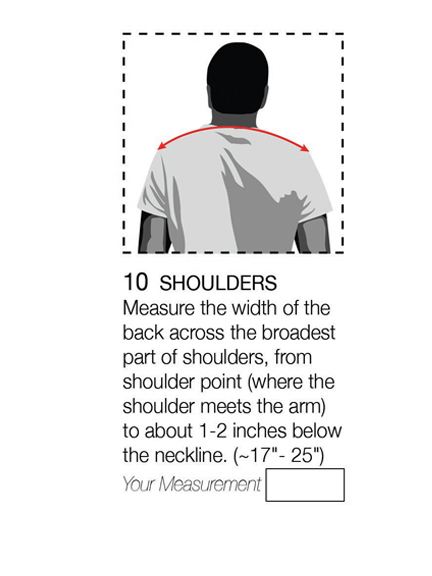 10 SHOULDERS
Measure the width of the
back across the broadest
part of shoulders, from
shoulder point (where the
shoulder meets the arm)
to about 1-2 inches below
the neckline. (~17"- 25")
Your Measurement